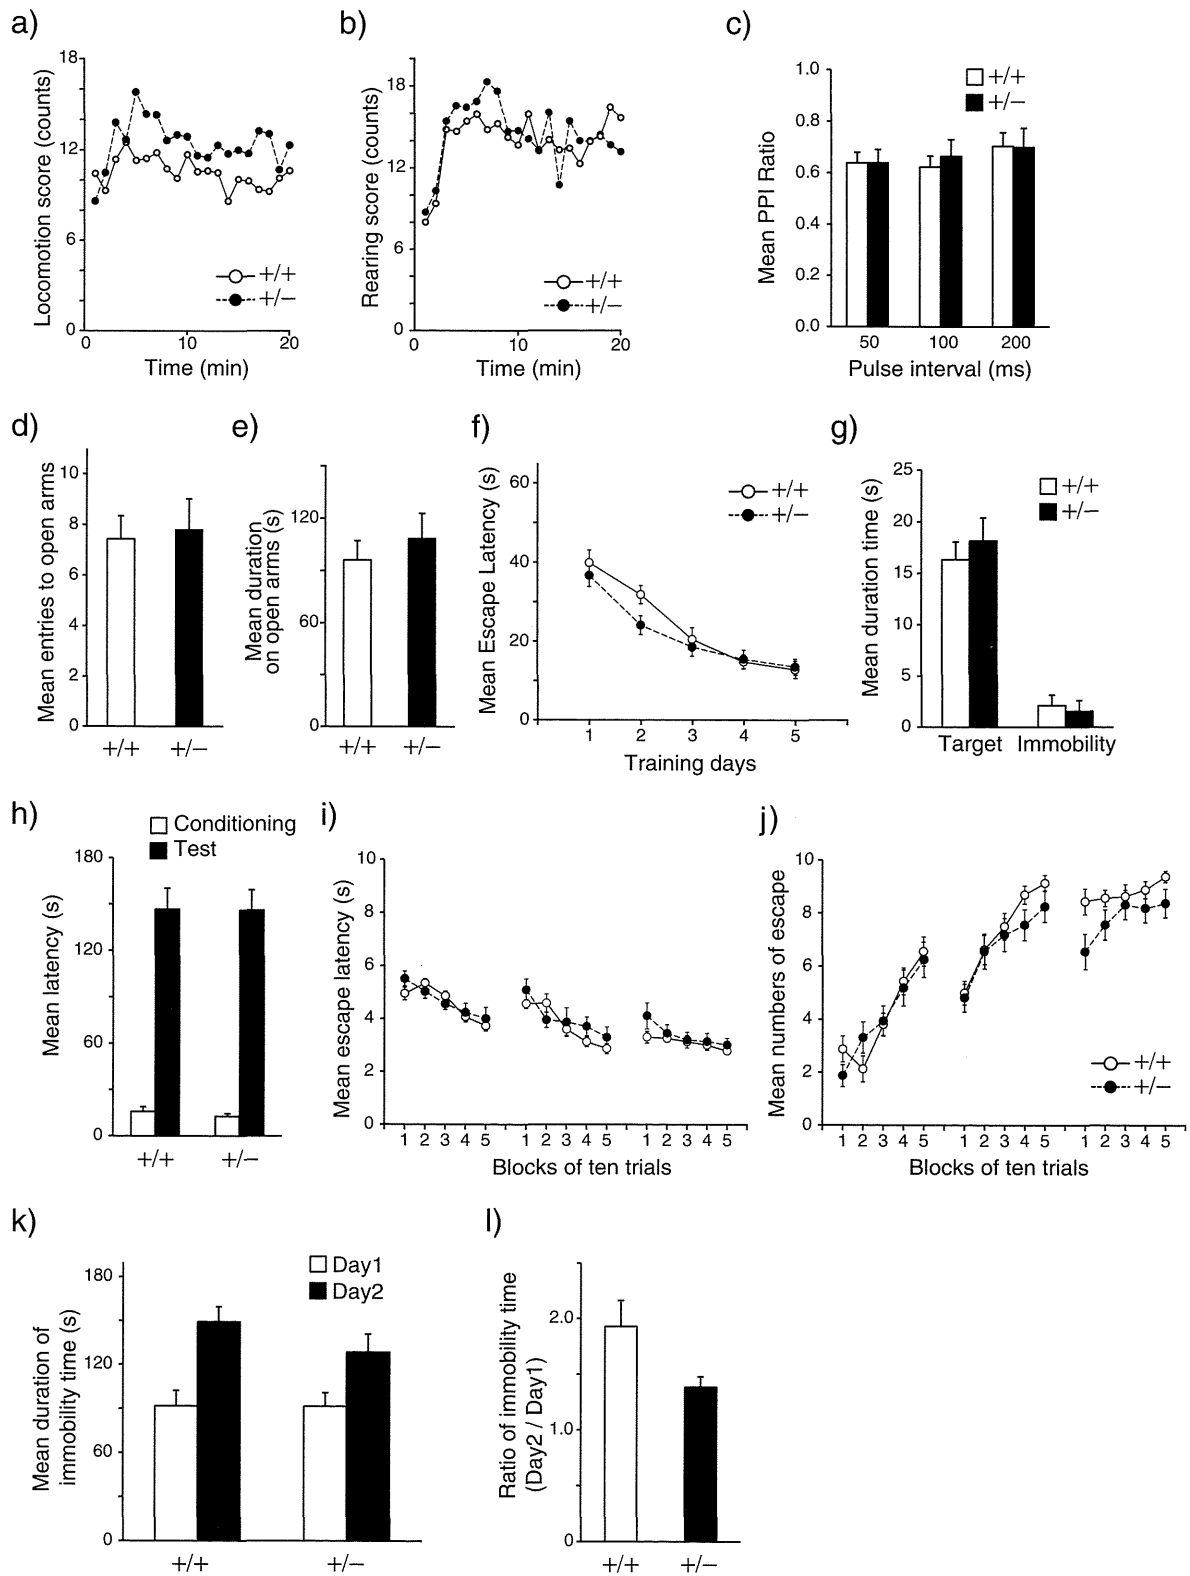 a)
Locomotion score (counts)
18
12
6
0
0 10 20
Time (min)
+/+
+/−
b)
Rearing score (counts)
18
12
6
0
0 10 20
Time (min)
+/+
+/−
c)
Mean PPI Ratio
1.0
0.8
0.6
0.4
0.2
0.0
50 100 200
Pulse interval (ms)
+/+
+/−
d)
Mean entries to open arms
10
8
6
4
2
0
+/+ +/−
e)
Mean duration
on open arms (s)
120
60
0
+/+ +/−
f)
Mean Escape Latency (s)
60
40
20
0
1 2 3 4 5
Training days
+/+
+/−
g)
Mean duration time (s)
25
20
15
10
5
0
Target Immobility
+/+
+/−
h)
Mean latency (s)
180
120
60
0
+/+ +/−
Conditioning
Test
i)
Mean escape latency (s)
10
8
6
4
2
0
1 2 3 4 5 1 2 3 4 5 1 2 3 4 5
Blocks of ten trials
j)
Mean numbers of escape
10
8
6
4
2
0
1 2 3 4 5 1 2 3 4 5 1 2 3 4 5
Blocks of ten trials
+/+
+/−
k)
Mean duration of
immobility time (s)
180
120
60
0
+/+ +/−
Day1
Day2
l)
Ratio of immobility time
(Day2 / Day1)
2.0
1.0
0
+/+ +/−